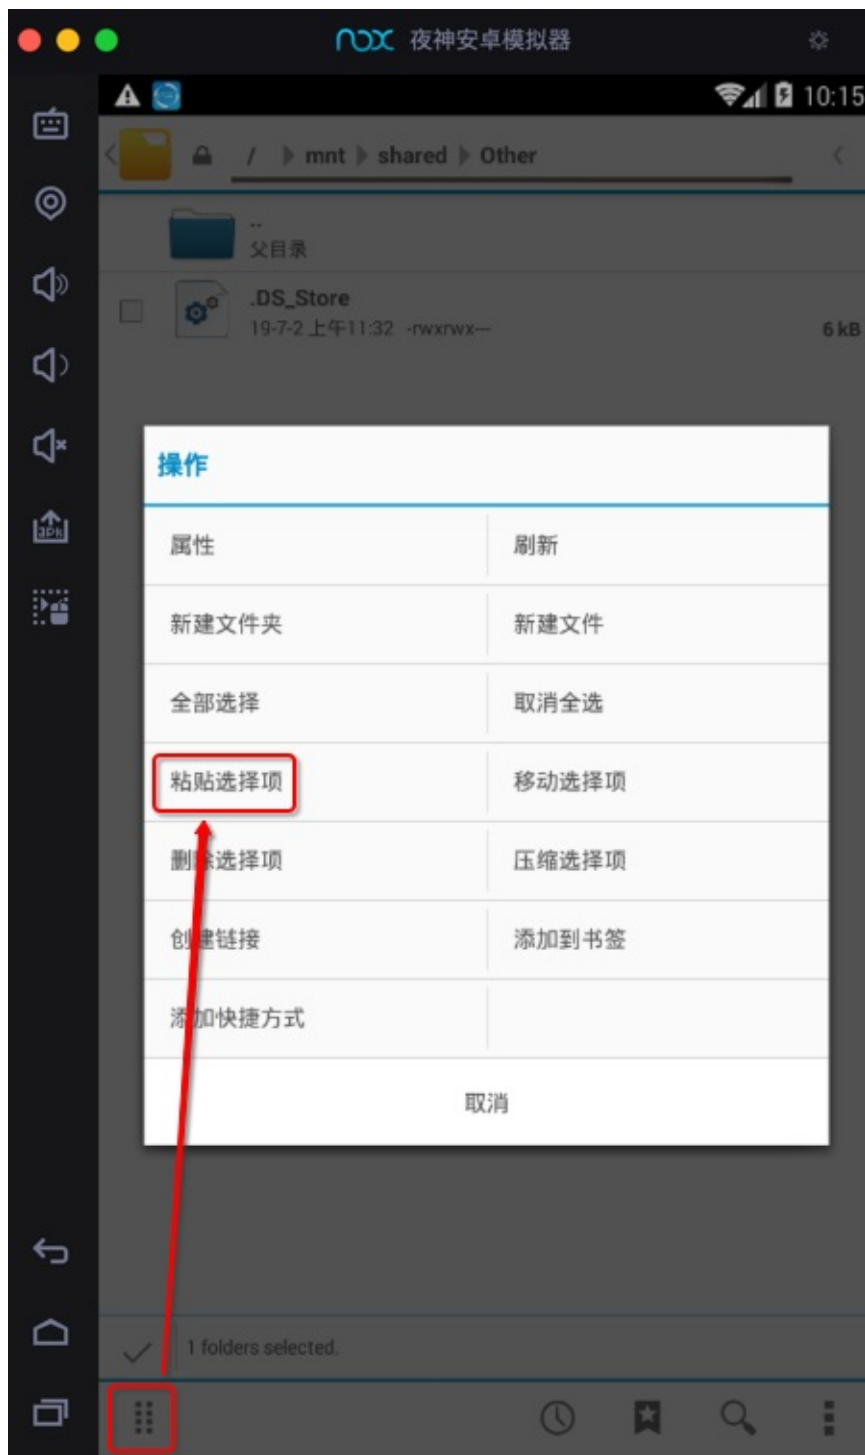 nox 夜神安卓模拟器
10:15
/ mnt shared Other
..
父目录
.DS_Store
19-7-2 上午11:32 -rwxrwx---
6 kB
apk
操作
属性 刷新
新建文件夹 新建文件
全部选择 取消全选
粘贴选择项 移动选择项
删除选择项 压缩选择项
创建链接 添加到书签
添加快捷方式
取消
1 folders selected.